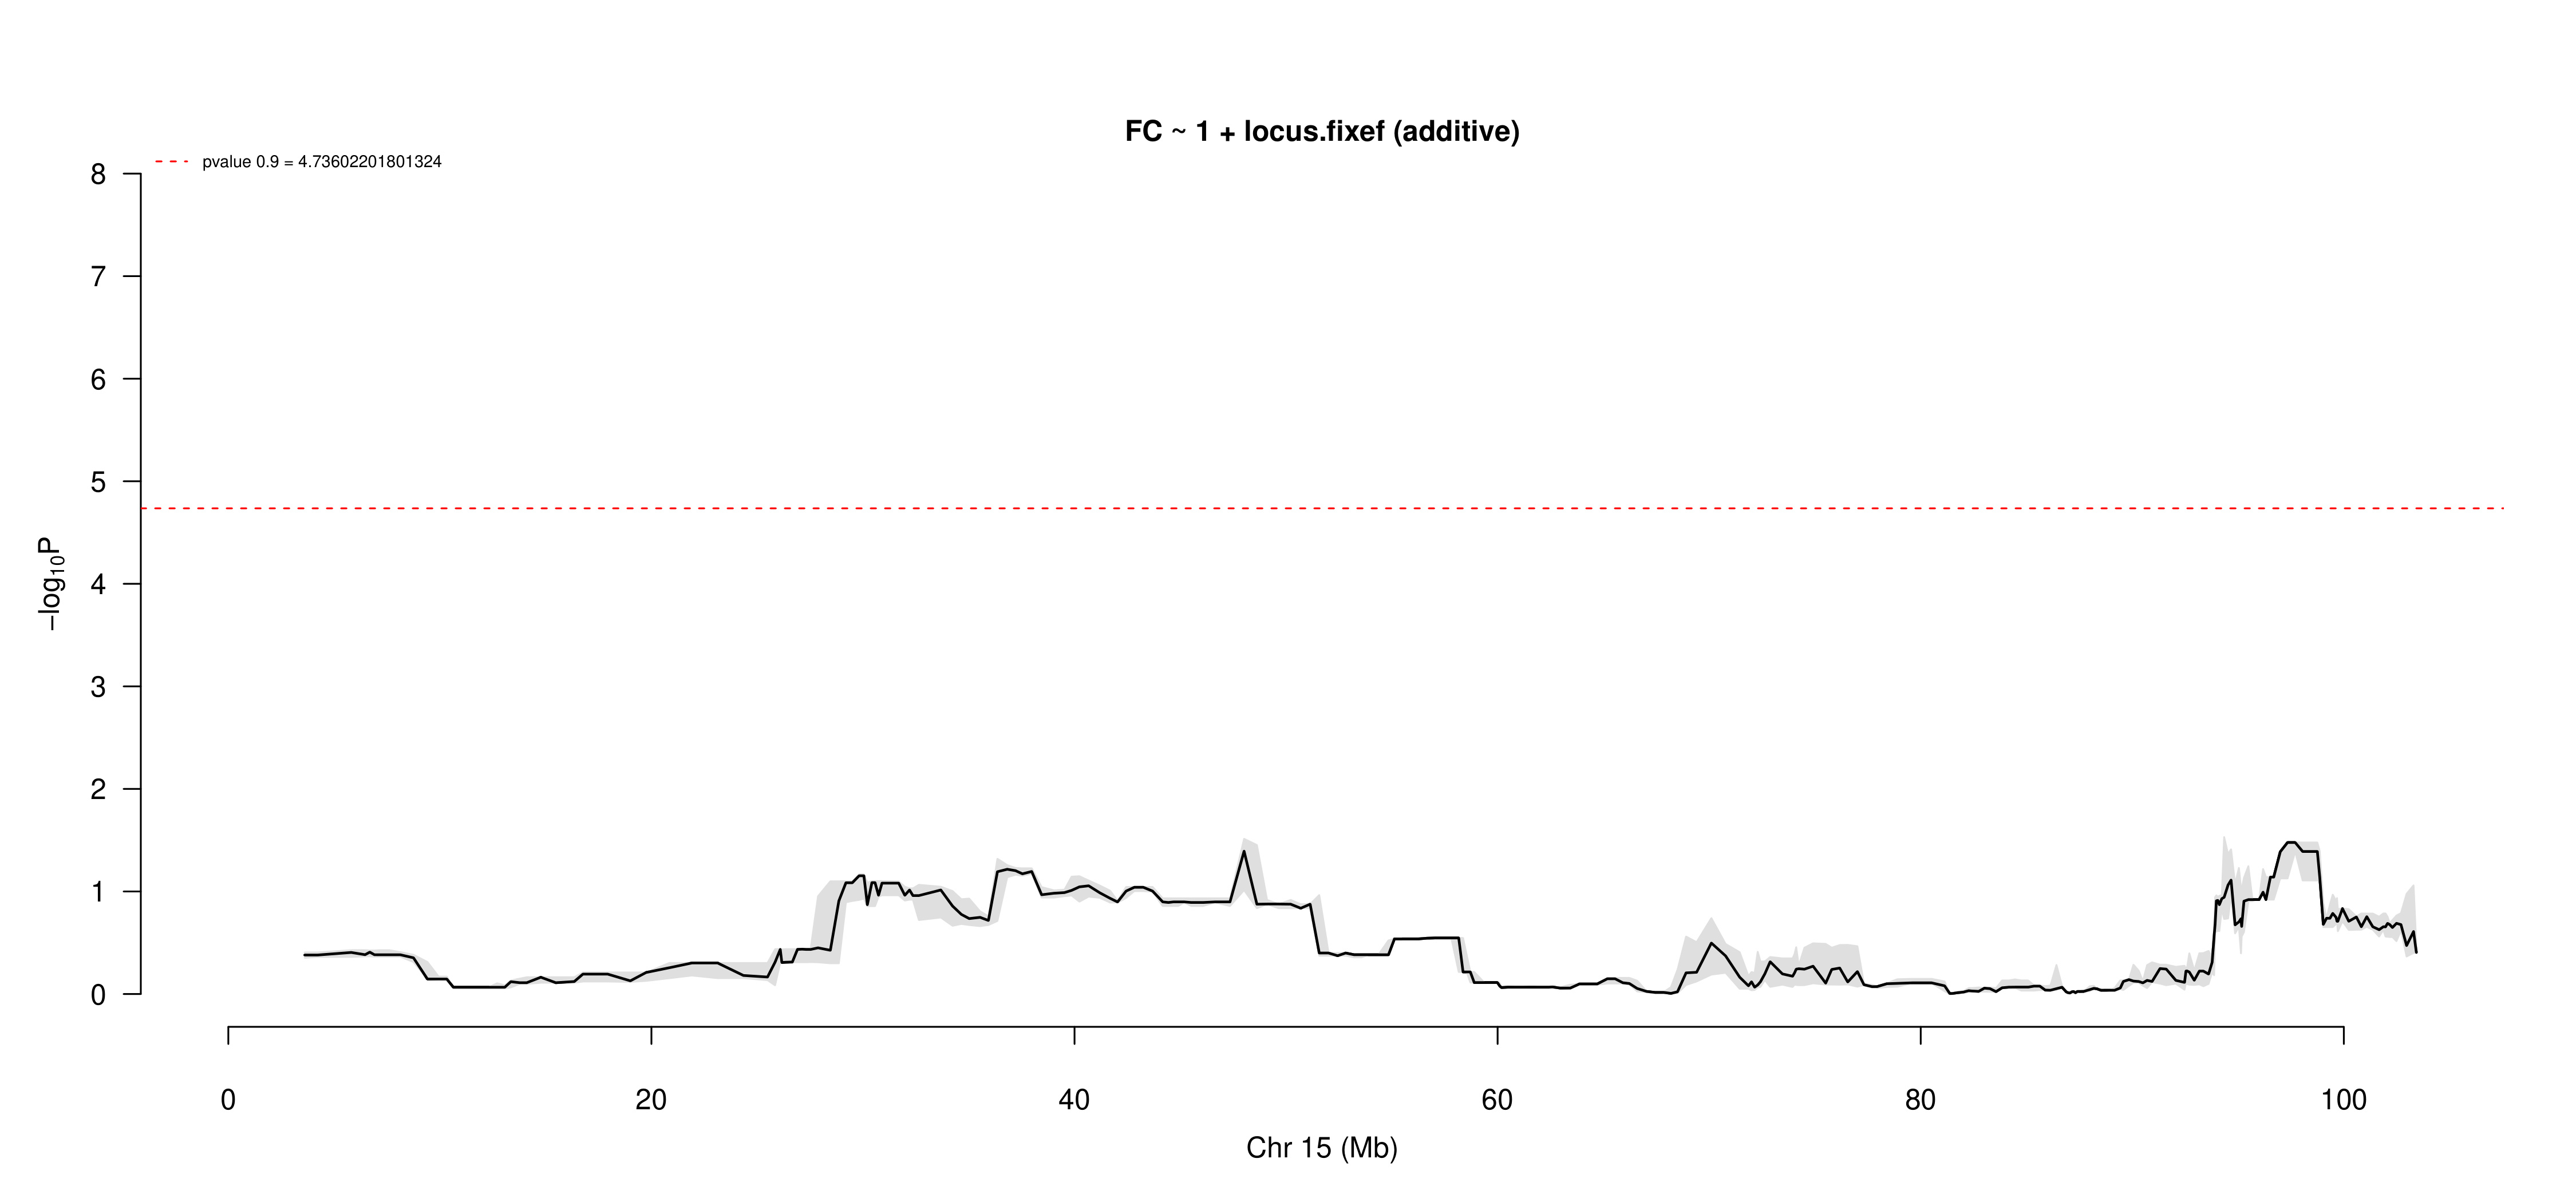 FC ~ 1 + locus.fixef (additive)
pvalue 0.9 = 4.73602201801324
8
7
6
5
4
3
2
1
0
−log10P
0 20 40 60 80 100
Chr 15 (Mb)